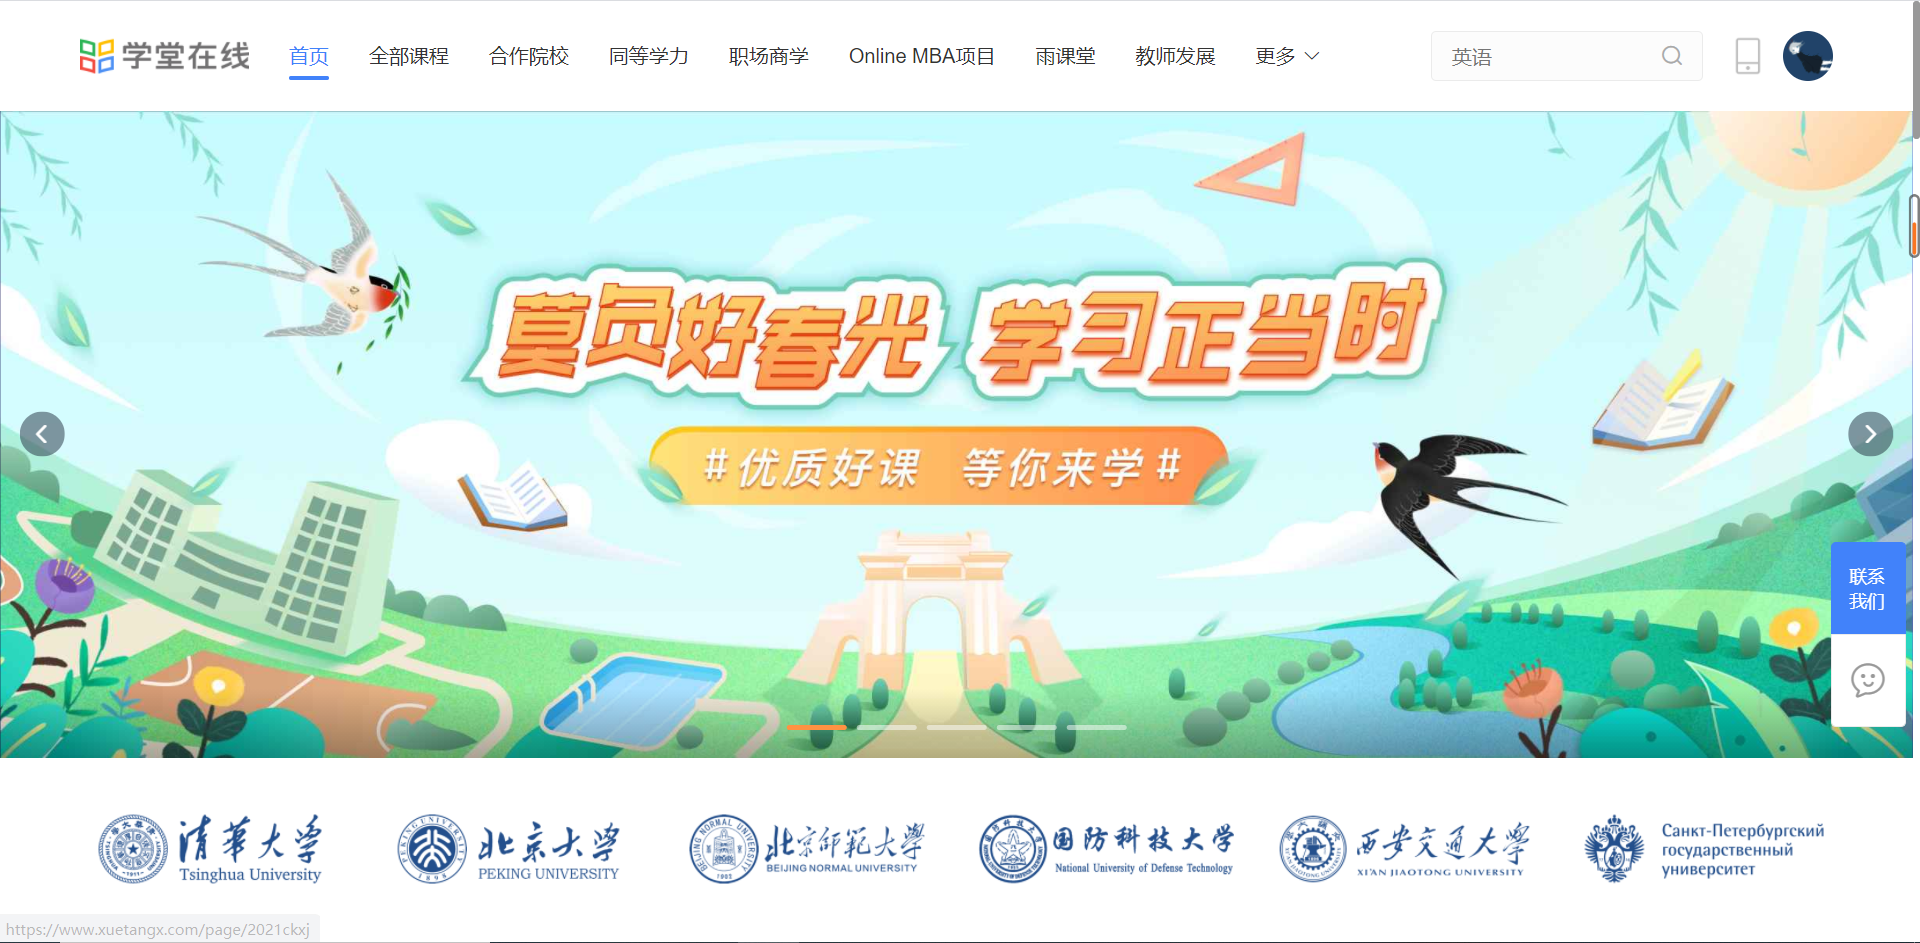 学堂在线
首页 全部课程 合作院校 同等学力 职场商学 Online MBA项目 雨课堂 教师发展 更多
英语
莫负好春光 学习正当时
#优质好课 等你来学#
联系
我们
清華大学
Tsinghua University
北京大学
PEKING UNIVERSITY
北京师范大学
BEIJING NORMAL UNIVERSITY
国防科技大学
National University of Defense Technology
西安交通大学
XI'AN JIAOTONG UNIVERSITY
Санкт-Петербургский
государственный
университет
https://www.xuetangx.com/page/2021ckxj